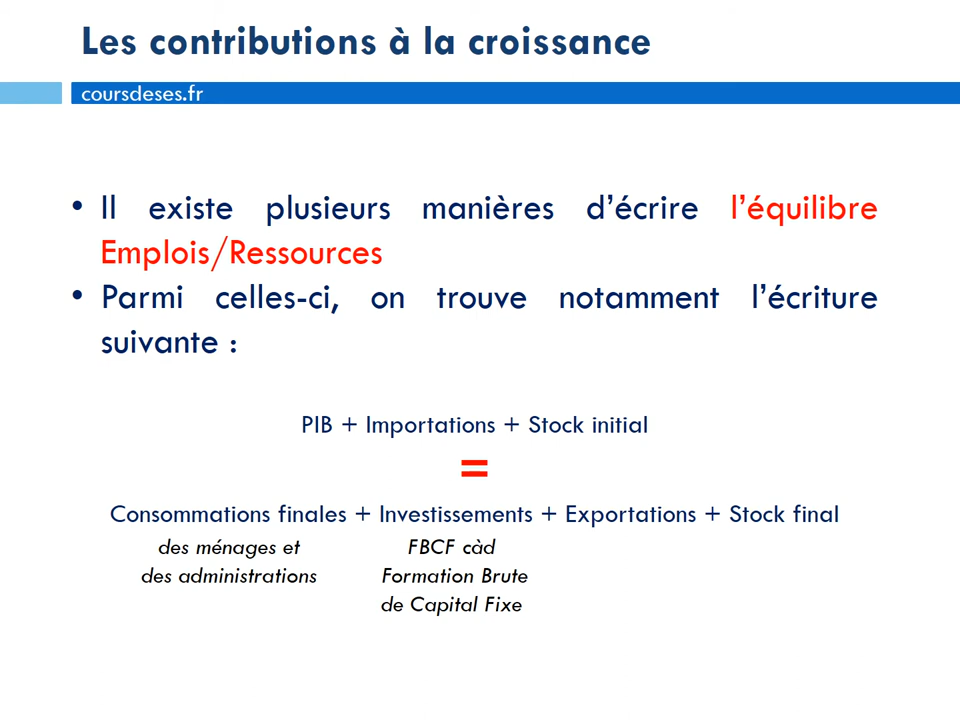 Les contributions à la croissance
coursdeses.fr
• Il existe plusieurs manières d’écrire l’équilibre
Emplois/Ressources
• Parmi celles-ci, on trouve notamment l’écriture
suivante :
PIB + Importations + Stock initial
=
Consommations finales + Investissements + Exportations + Stock final
des ménages et FBCF càd
des administrations Formation Brute
de Capital Fixe